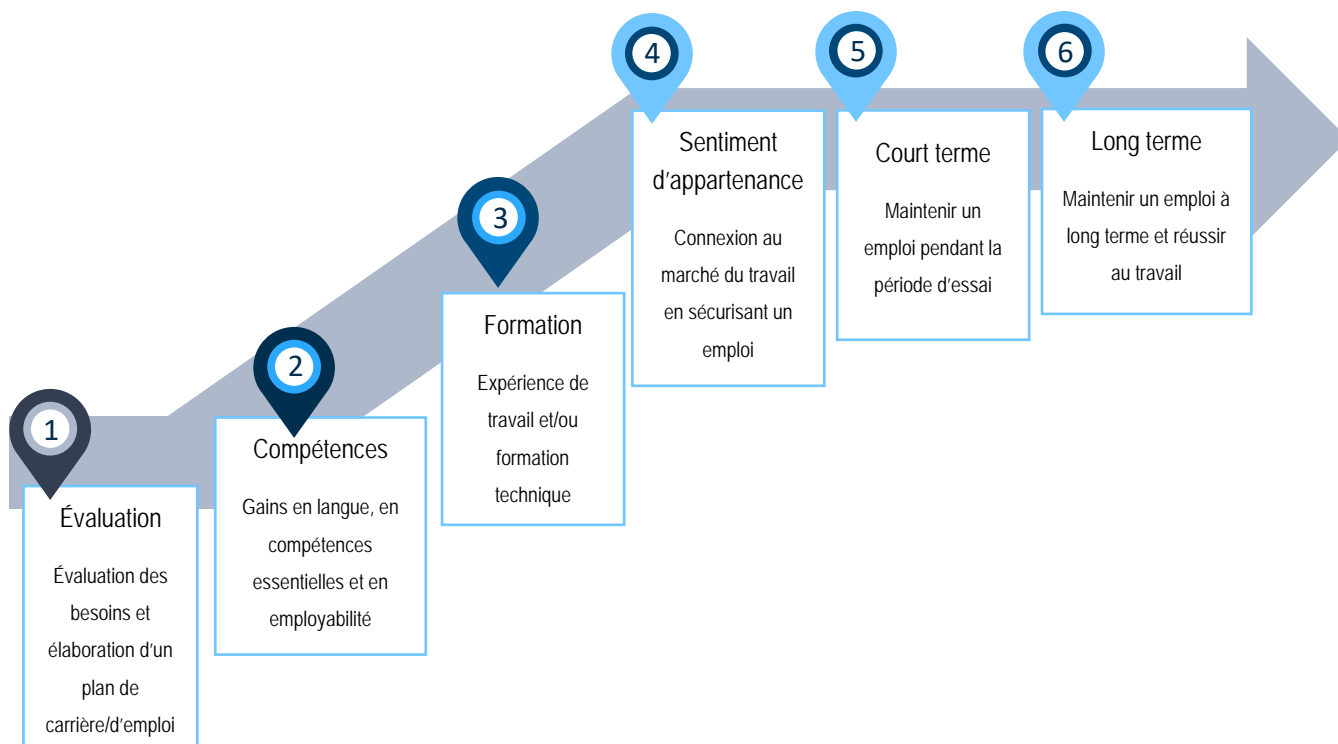 1
Évaluation
Évaluation des
besoins et
élaboration d'un
plan de
carrière/d'emploi
2
Compétences
Gains en langue, en
compétences
essentielles et en
employabilité
3
Formation
Expérience de
travail et/ou
formation
technique
4
Sentiment
d'appartenance
Connexion au
marché du travail
en sécurisant un
emploi
5
Court terme
Maintenir un
emploi pendant la
période d'essai
6
Long terme
Maintenir un emploi à
long terme et réussir
au travail